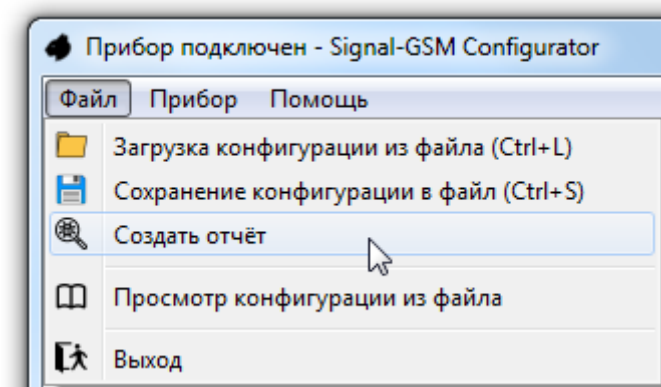 Прибор подключен - Signal-GSM Configurator
Файл Прибор Помощь
Загрузка конфигурации из файла (Ctrl+L)
Сохранение конфигурации в файл (Ctrl+S)
Создать отчёт
Просмотр конфигурации из файла
Выход